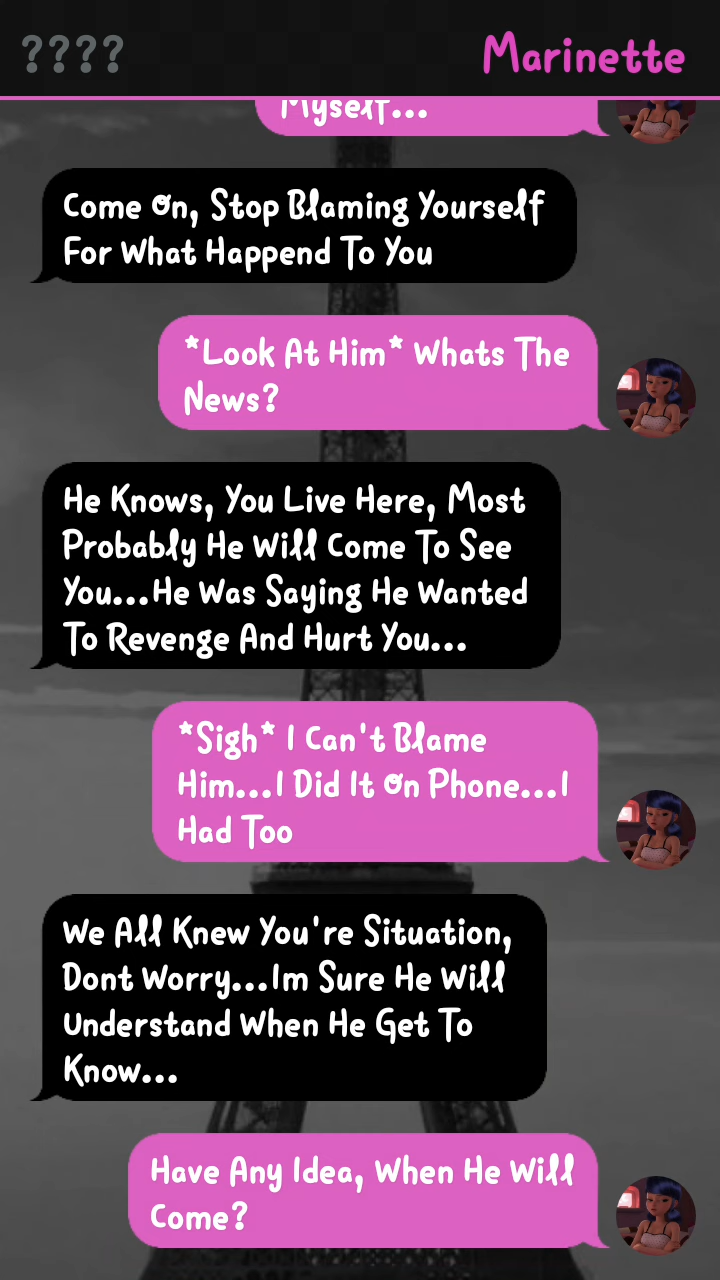 ????
Marinette
Myself...
Come On, Stop Blaming Yourself
For What Happend To You
*Look At Him* Whats The
News?
He Knows, You Live Here, Most
Probably He Will Come To See
You...He Was Saying He Wanted
To Revenge And Hurt You...
*Sigh* I Can't Blame
Him...I Did It On Phone...I
Had Too
We All Knew You're Situation,
Dont Worry...Im Sure He Will
Understand When He Get To
Know...
Have Any Idea, When He Will
Come?